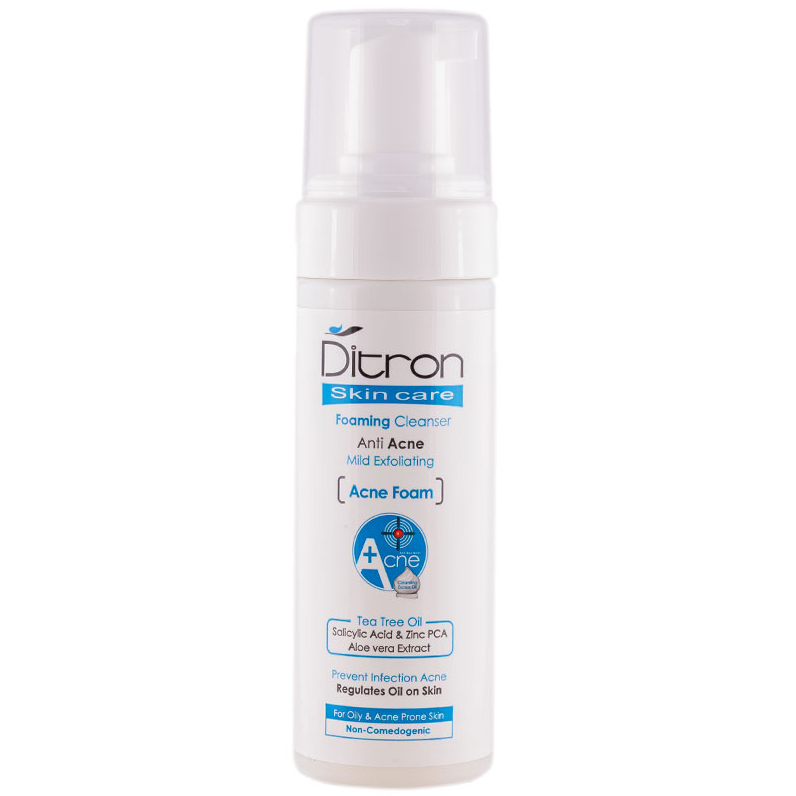 Ditron
Skin care
Foaming Cleanser
Anti Acne
Mild Exfoliating
[Acne Foam]
A+cne
Tea Tree Oil
Salicylic Acid & Zinc PCA
Aloe vera Extract
Prevent Infection Acne
Regulates Oil on Skin
For Oily & Acne Prone Skin
Non-Comedogenic